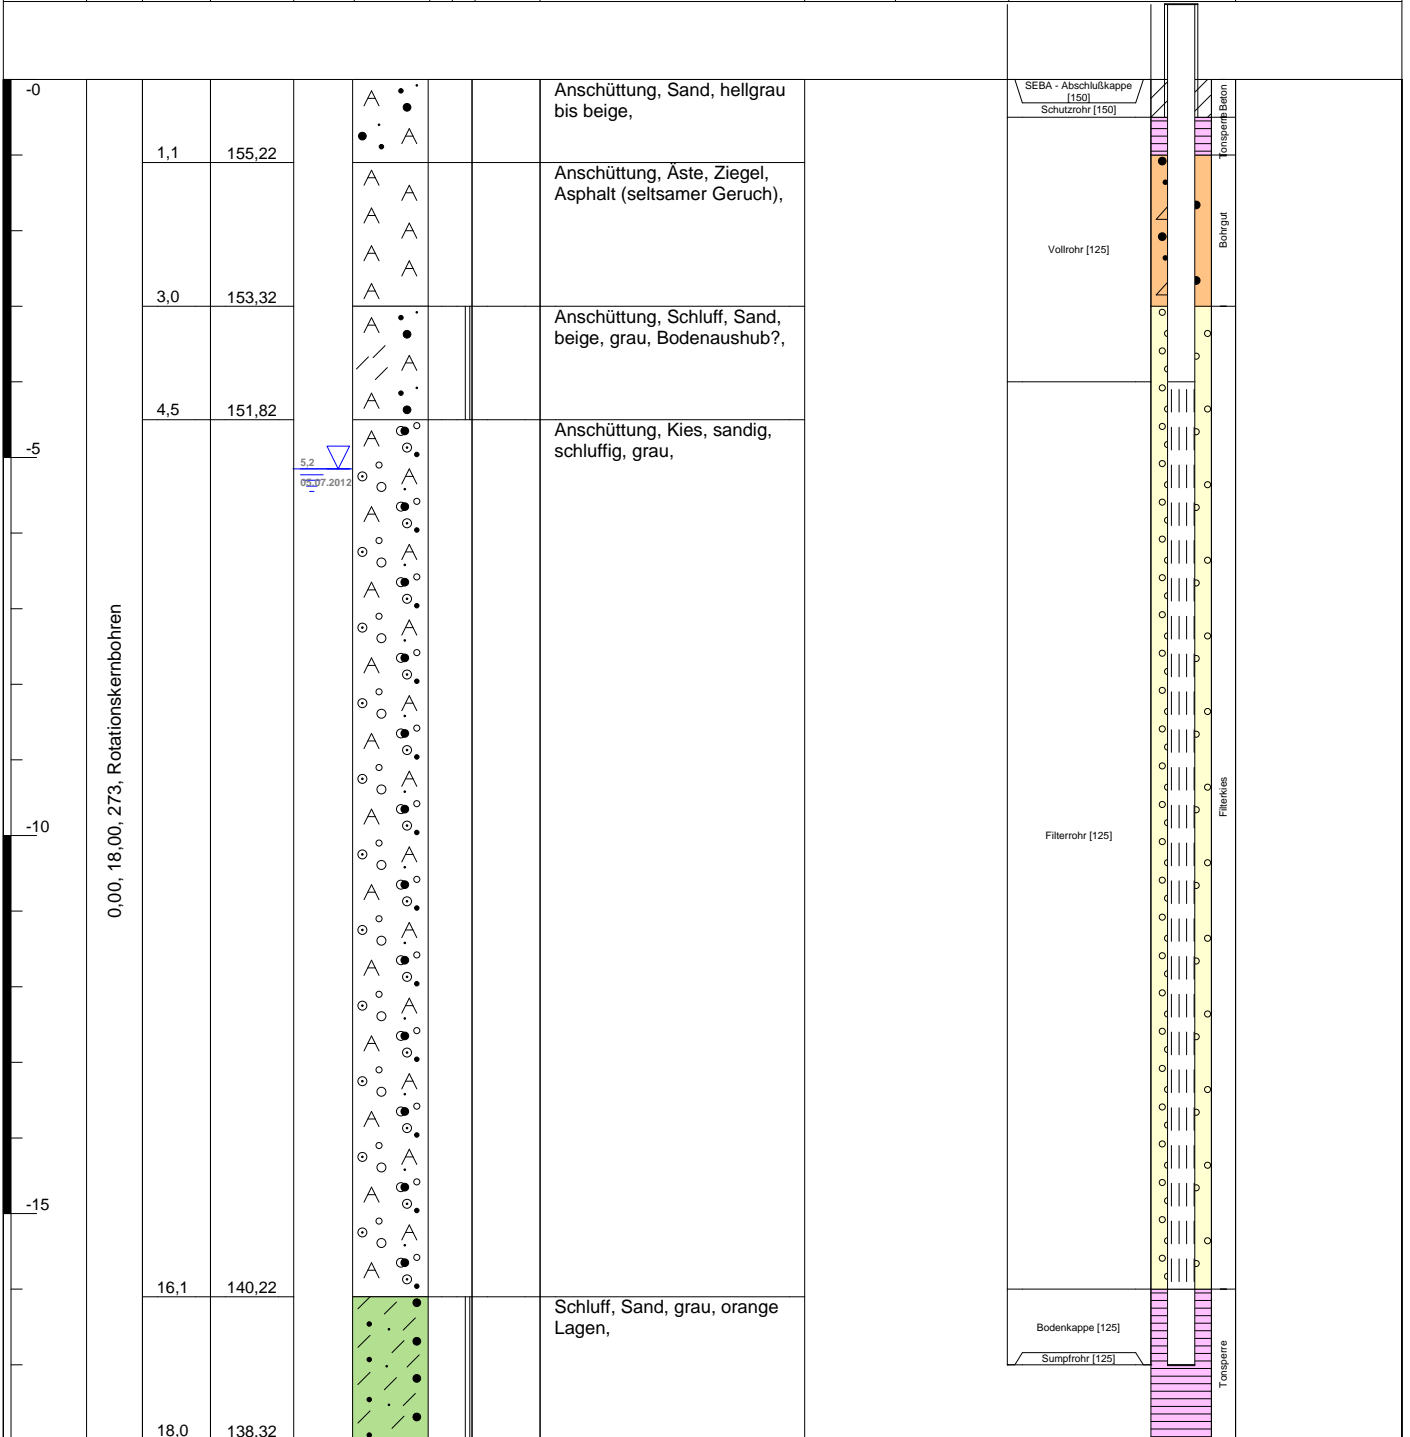 -0
Anschüttung, Sand, hellgrau
bis beige,
SEBA - Abschlußkappe
[150]
Schutzrohr [150]
Beton
Tonsperre
1,1 155,22
Anschüttung, Äste, Ziegel,
Asphalt (seltsamer Geruch),
Vollrohr [125]
Bohrgut
3,0 153,32
Anschüttung, Schluff, Sand,
beige, grau, Bodenaushub?,
4,5 151,82
Anschüttung, Kies, sandig,
schluffig, grau,
-5
5,2
05.07.2012
0,00, 18,00, 273, Rotationskernbohren
-10
Filterrohr [125]
Filterkies
-15
16,1 140,22
Schluff, Sand, grau, orange
Lagen,
Bodenkappe [125]
Sumpfrohr [125]
Tonsperre
18,0 138,32